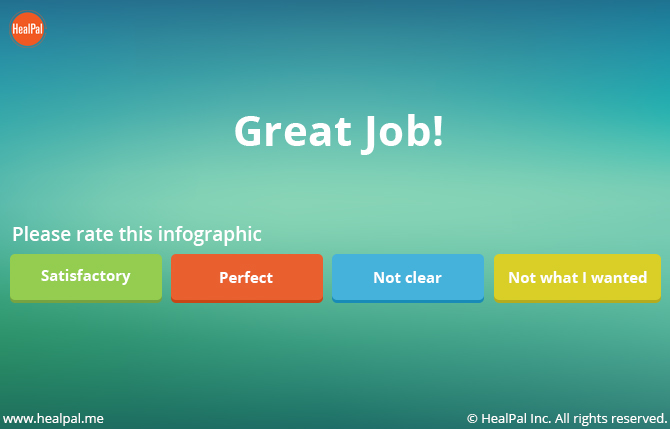 HealPal
Great Job!
Please rate this infographic
Satisfactory
Perfect
Not clear
Not what I wanted
www.healpal.me
© HealPal Inc. All rights reserved.